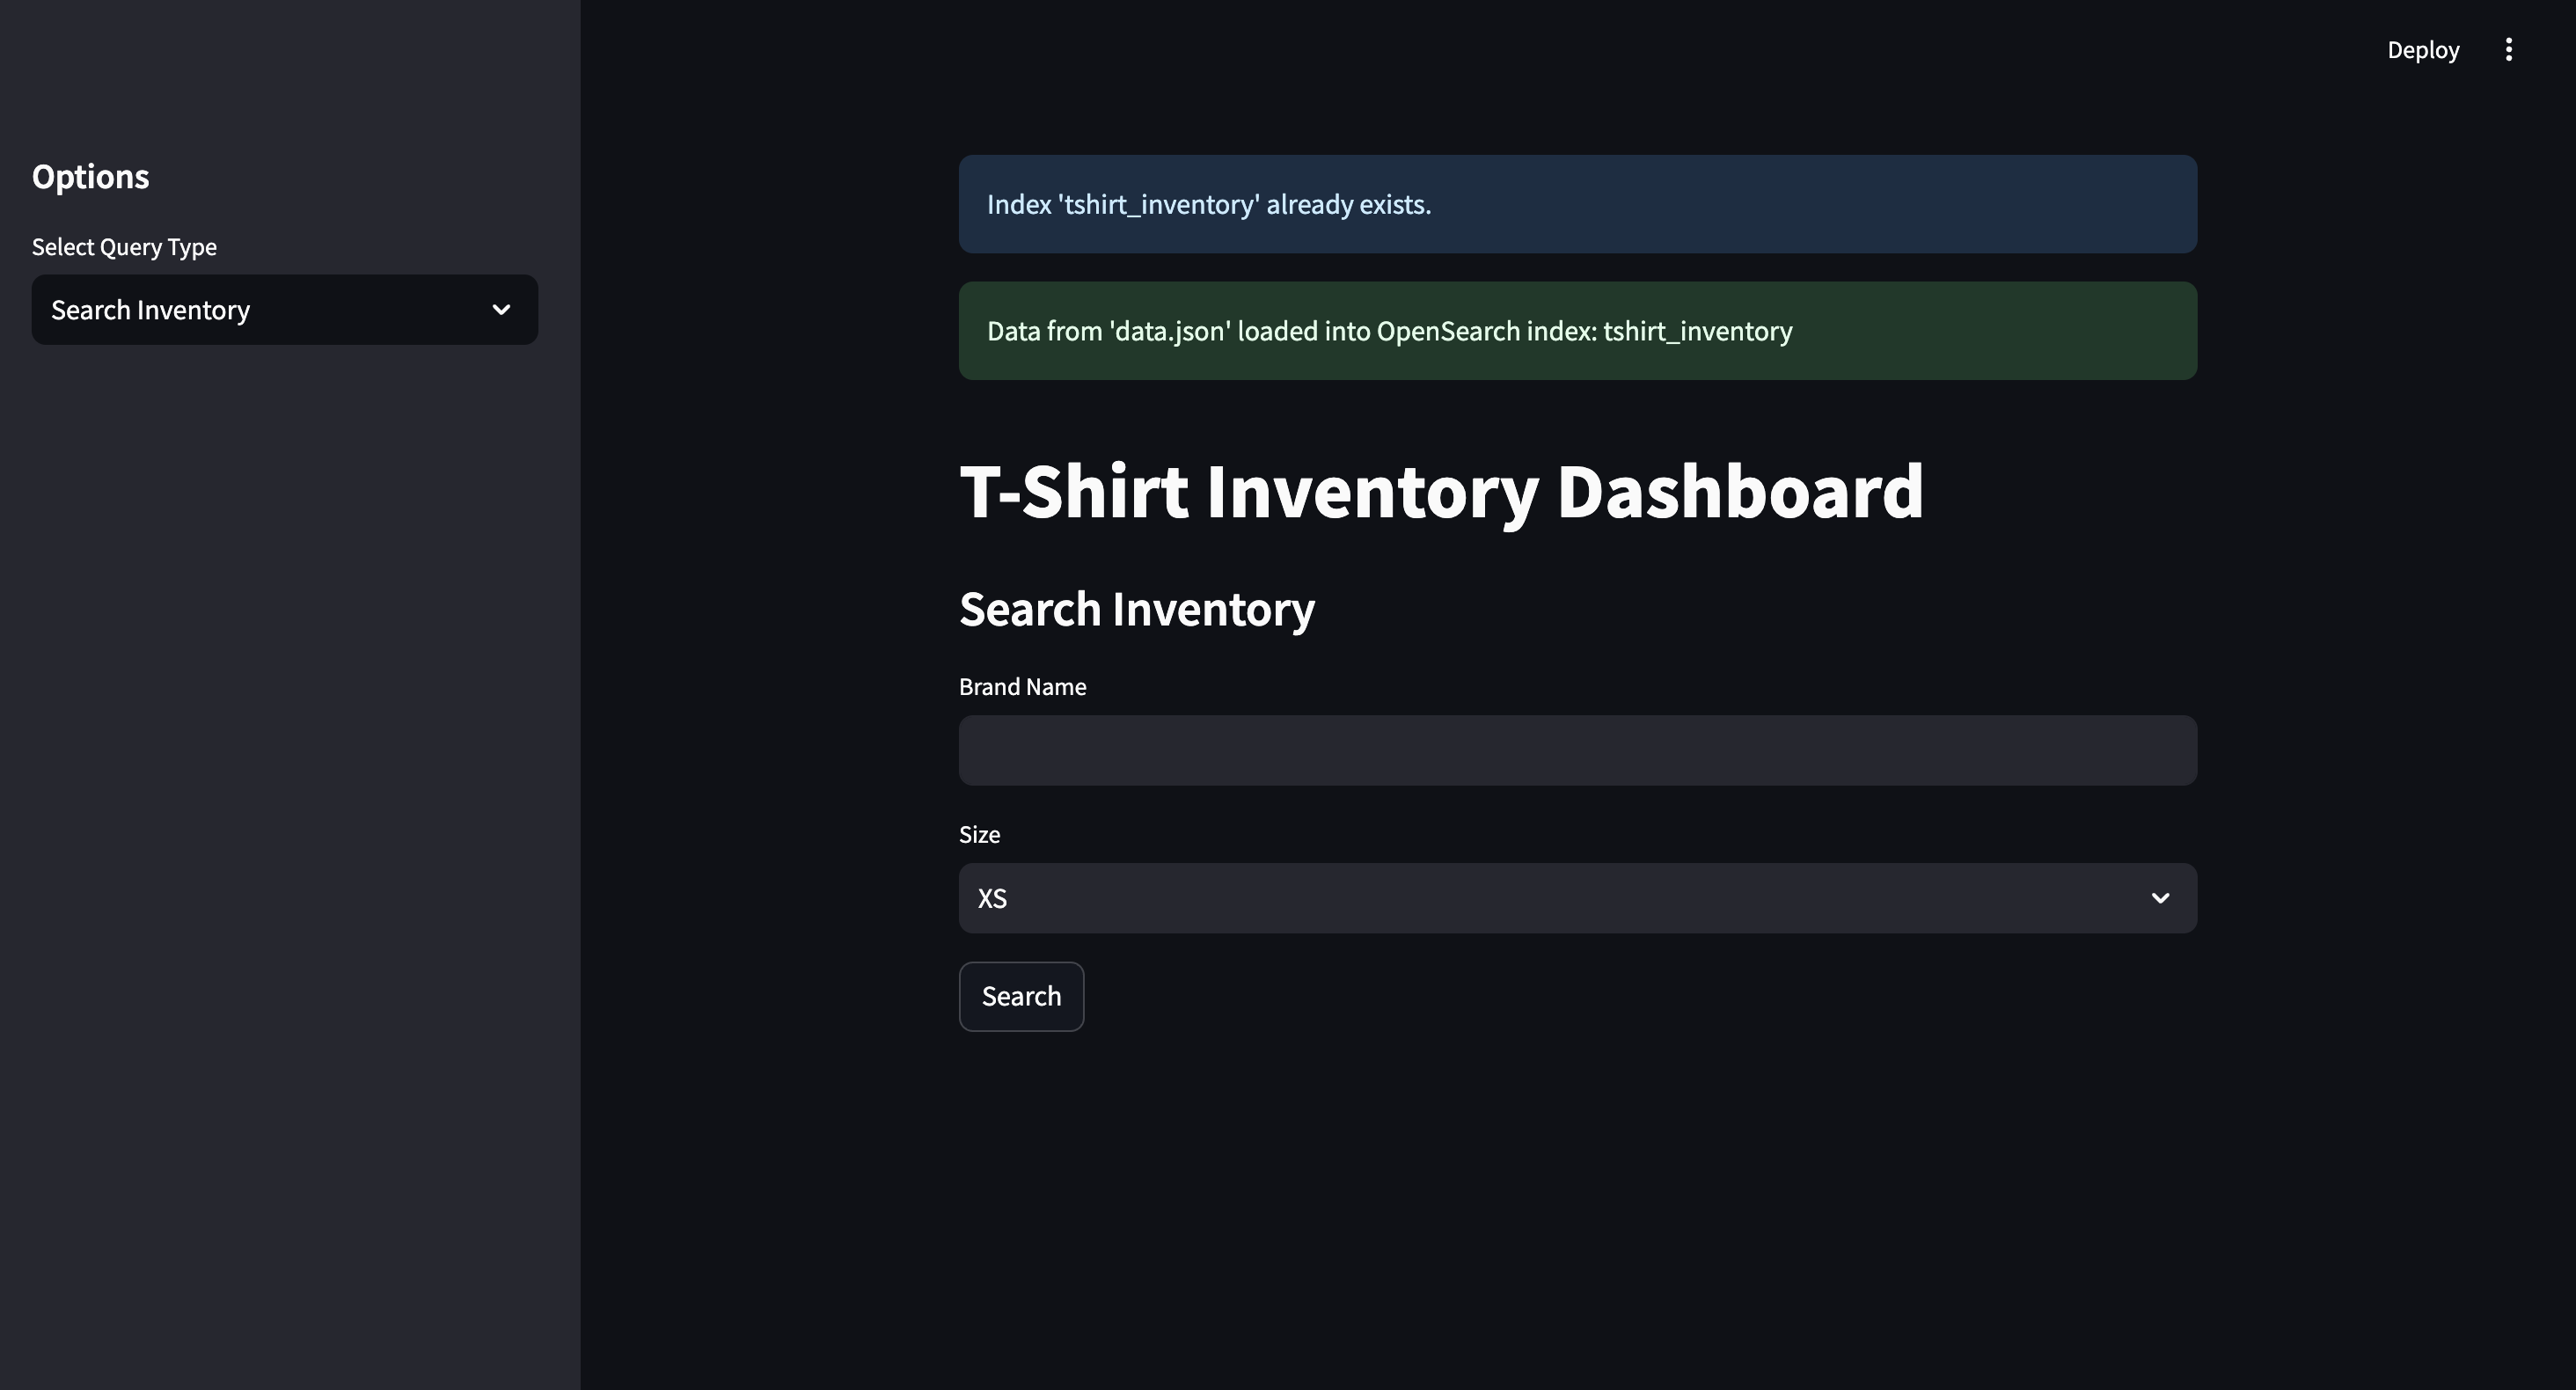 Deploy
Options
Select Query Type
Search Inventory
Index 'tshirt_inventory' already exists.
Data from 'data.json' loaded into OpenSearch index: tshirt_inventory
T-Shirt Inventory Dashboard
Search Inventory
Brand Name
Size
XS
Search